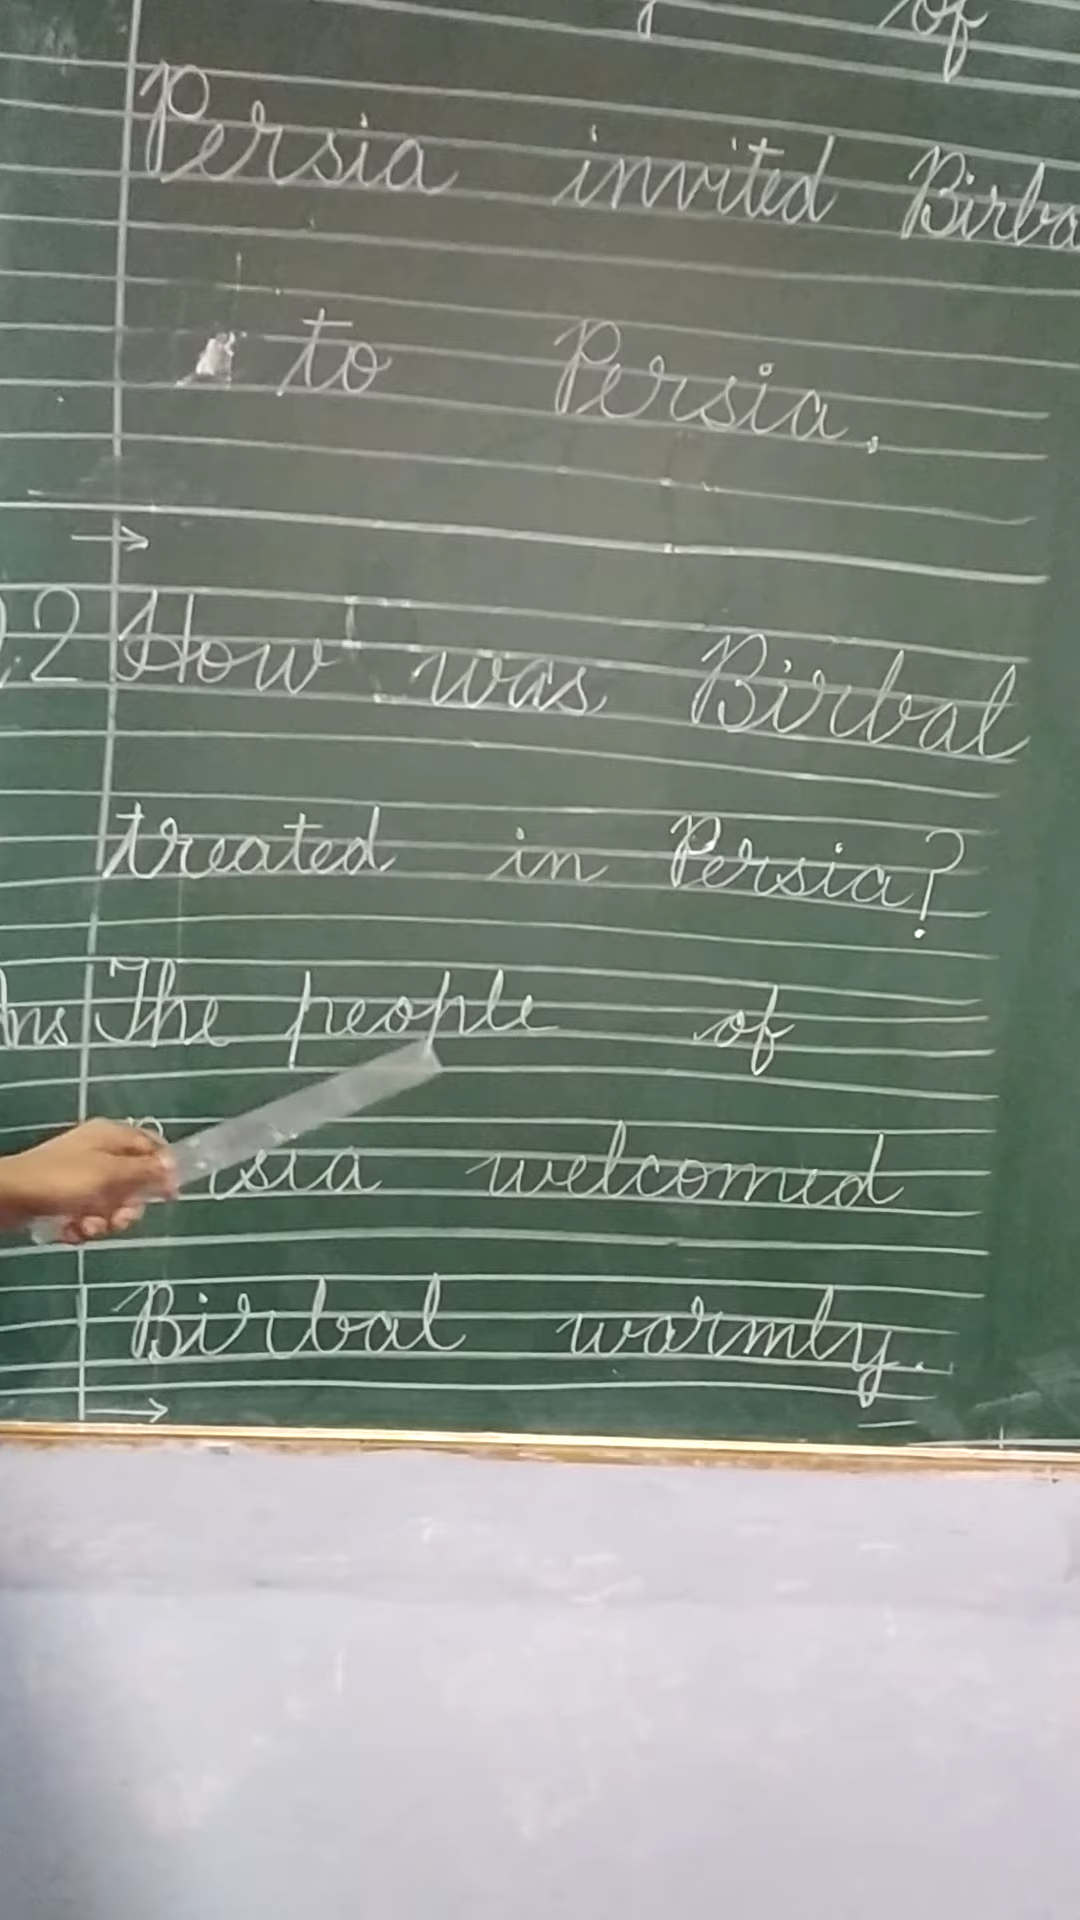 of
Persia invited Birba
to Persia.
.2 How was Birbal
treated in Persia?
Ans The people of
sia welcomed
Birbal warmly.